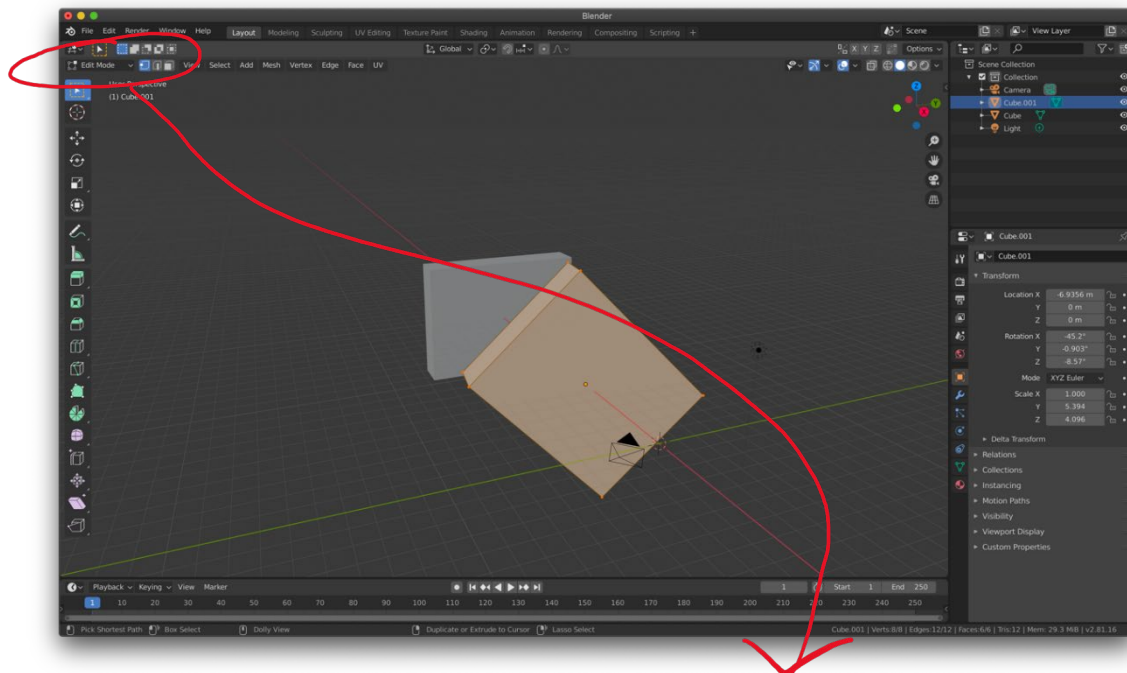 Blender
File Edit Render Window Help Layout Modeling Sculpting UV Editing Texture Paint Shading Animation Rendering Compositing Scripting + Scene View Layer
Global X Y Z Options
Edit Mode View Select Add Mesh Vertex Edge Face UV
User Perspective
(1) Cube.001
Z
Y
X
Scene Collection
Collection
Camera
Cube.001
Cube
Light
Cube.001
Cube.001
Transform
Location X -6.9356 m
Y 0 m
Z 0 m
Rotation X -45.2°
Y -0.903°
Z -8.57°
Mode XYZ Euler
Scale X 1.000
Y 5.394
Z 4.096
Delta Transform
Relations
Collections
Instancing
Motion Paths
Visibility
Viewport Display
Custom Properties
Playback Keying View Marker 1 Start 1 End 250
1 10 20 30 40 50 60 70 80 90 100 110 120 130 140 150 160 170 180 190 200 210 220 230 240 250
Pick Shortest Path Box Select Dolly View Duplicate or Extrude to Cursor Lasso Select Cube.001 | Verts:8/8 | Edges:12/12 | Faces:6/6 | Tris:12 | Mem: 29.3 MiB | v2.81.16